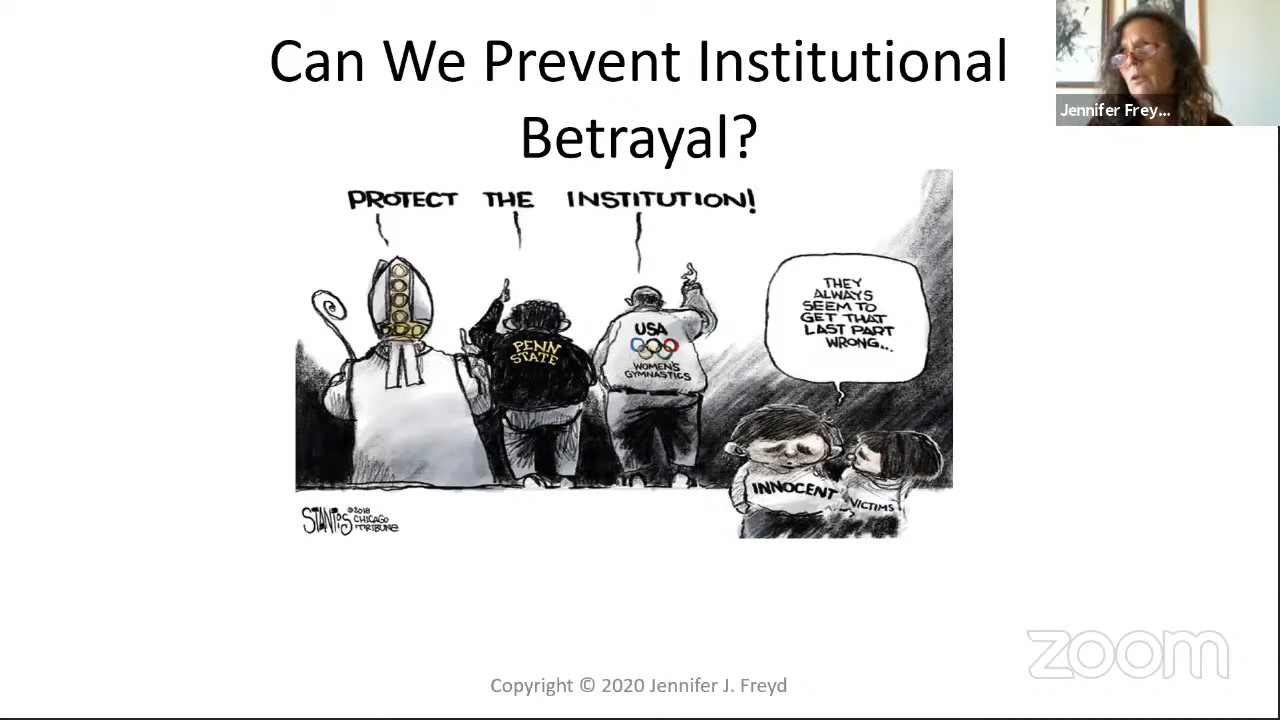 Can We Prevent Institutional
Betrayal?
Jennifer Frey...
PROTECT THE INSTITUTION!
THEY
ALWAYS
SEEM TO
GET THAT
LAST PART
WRONG...
PENN
STATE
USA
WOMEN'S
GYMNASTICS
INNOCENT
VICTIMS
STANTIS
©2018
CHICAGO
TRIBUNE
zoom
Copyright © 2020 Jennifer J. Freyd